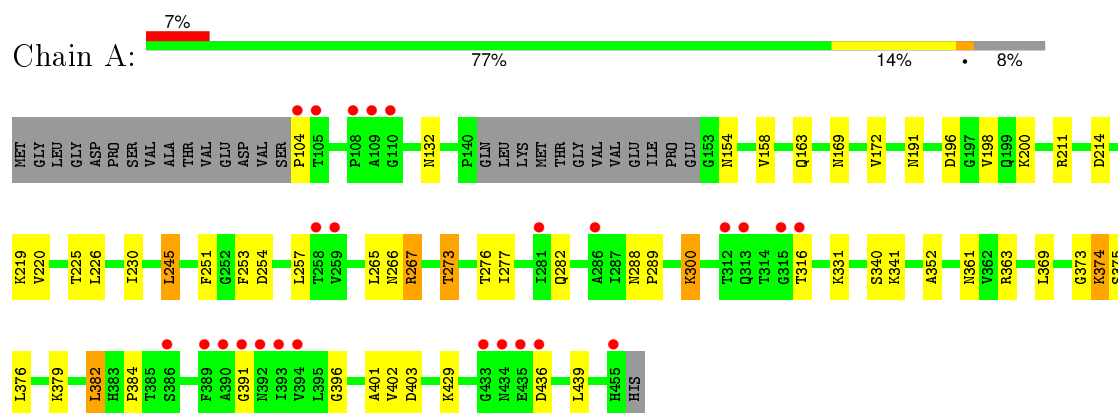 7%
Chain A:
77% 14% • 8%
MET GLY LEU GLY ASP PRO SER VAL ALA THR VAL GLU ASP VAL SER P104 T105 P108 A109 G110 N132 P140 GLN LEU LYS MET THR GLY VAL VAL GLU ILE PRO GLU G153 N154 V158 Q163 N169 V172 N191 D196 G197 V198 Q199 K200 R211 D214
K219 V220 T225 L226 I230 L245 F251 G252 F253 D254 L257 T258 V259 L265 N266 R267 T273 T276 I277 I281 Q282 A286 I287 N288 P289 K300 T312 Q313 T314 G315 T316 K331 S340 K341 A352 N361 V362 R363 L369 G373 K374 S375
L376 K379 L382 H383 P384 T385 S386 F389 A390 G391 N392 I393 V394 L395 G396 A401 V402 D403 K429 G433 N434 E435 D436 L439 H455 HIS